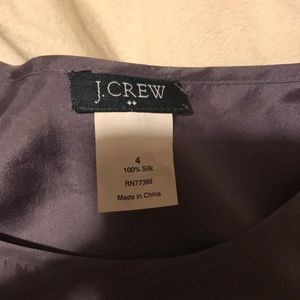 J.CREW
4
100% Silk
RN77388
Made in China